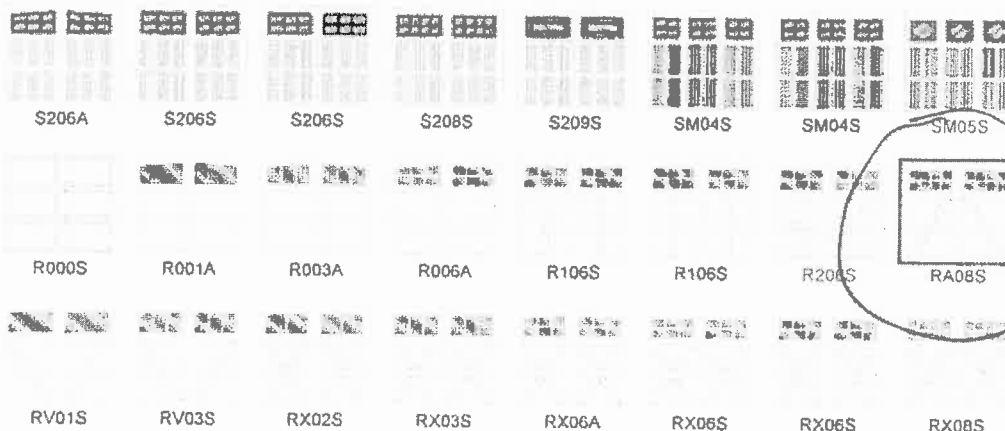 S206A S206S S206S S208S S209S SM04S SM04S SM05S
R000S R001A R003A R006A R106S R106S R206S RA08S
RV01S RV03S RX02S RX03S RX06A RX06S RX06S RX08S